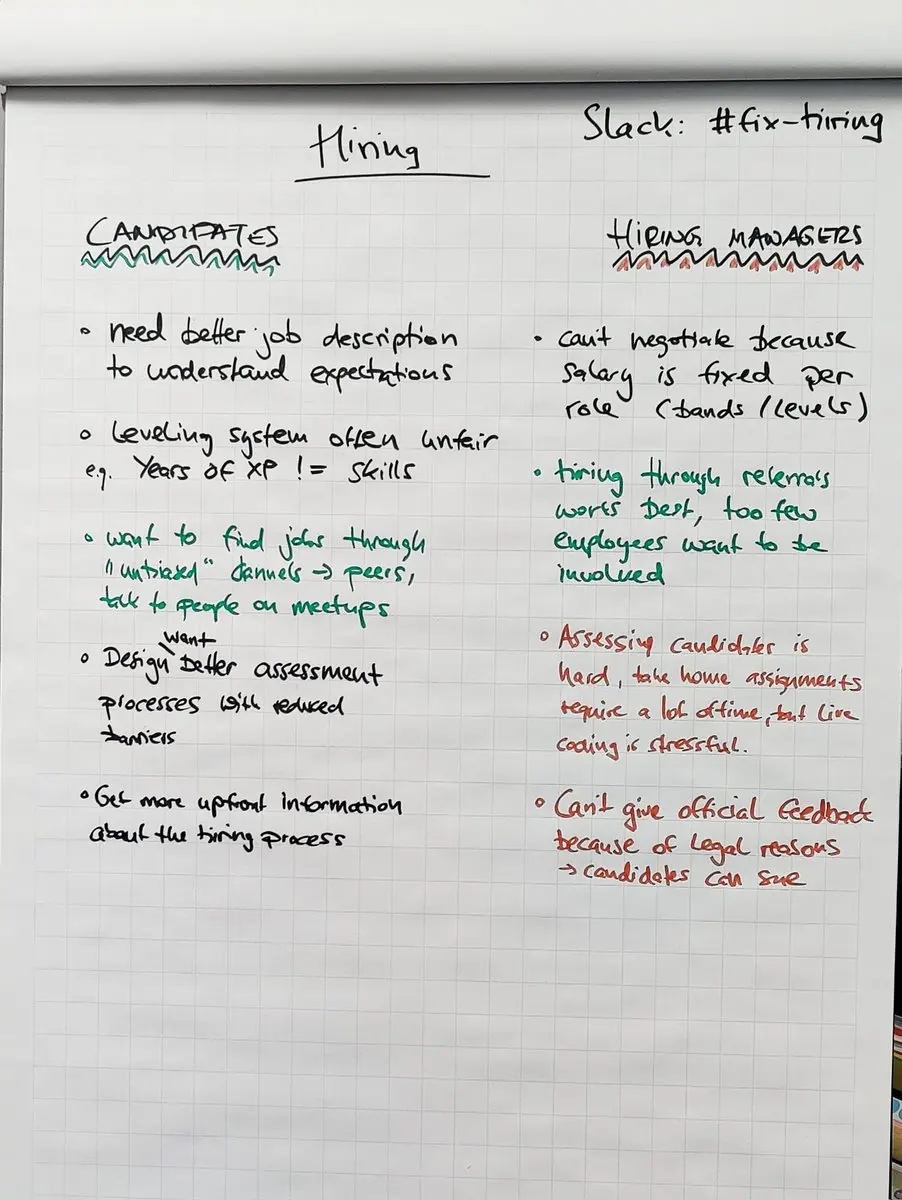 Hiring
Slack: #fix-hiring
CANDIDATES
• need better job description
to understand expectations
• Leveling system often unfair
e.g. Years of XP != Skills
• want to find jobs through
"unbiased" channels → peers,
talk to people on meetups
want
• Design better assessment
processes with reduced
barriers
• Get more upfront information
about the hiring process
HIRING MANAGERS
• can't negotiate because
salary is fixed per
role (bands / levels)
• hiring through referrals
works best, too few
employees want to be
involved
• Assessing candidates is
hard, take home assignments
require a lot of time, but live
coding is stressful.
• Can't give official feedback
because of legal reasons
→ candidates can sue